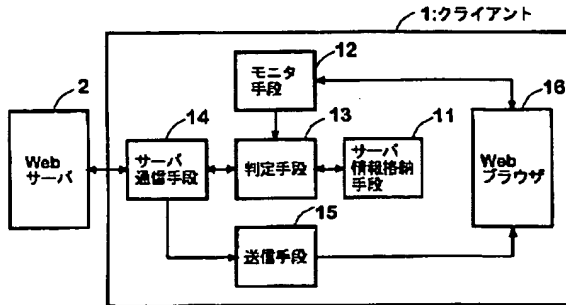 1:クライアント
12
モニタ
手段
2
Web
サーバ
14
サーバ
通信手段
13
判定手段
11
サーバ
情報格納
手段
16
Web
ブラウザ
15
送信手段